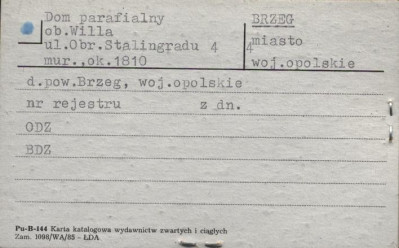 Dom parafialny
ob.Willa
ul.Obr.Stalingradu 4
mur.,ok.1810
BRZEG
4 miasto
woj.opolskie
d.pow.Brzeg, woj.opolskie
nr rejestru z dn.
ODZ
BDZ
Pu-B-144 Karta katalogowa wydawnictw zwartych i ciągłych
Zam. 1098/WA/85 - ŁDA